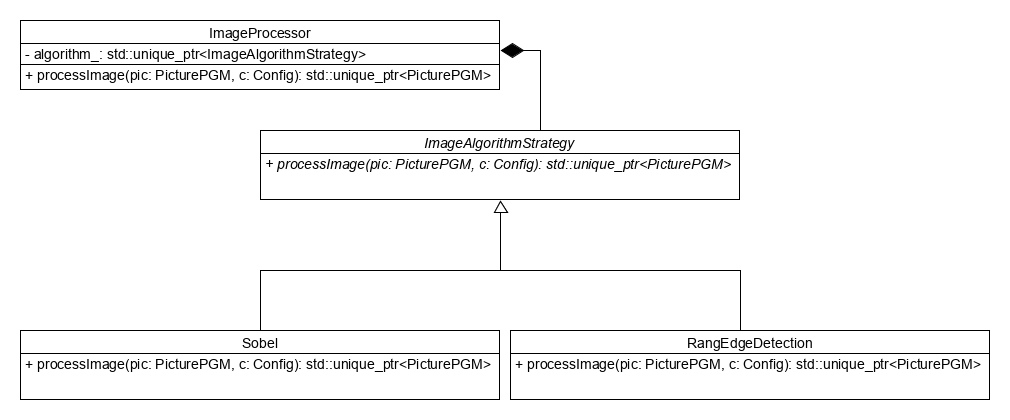 ImageProcessor
- algorithm_: std::unique_ptr<ImageAlgorithmStrategy>
+ processImage(pic: PicturePGM, c: Config): std::unique_ptr<PicturePGM>
ImageAlgorithmStrategy
+ processImage(pic: PicturePGM, c: Config): std::unique_ptr<PicturePGM>
Sobel
+ processImage(pic: PicturePGM, c: Config): std::unique_ptr<PicturePGM>
RangEdgeDetection
+ processImage(pic: PicturePGM, c: Config): std::unique_ptr<PicturePGM>